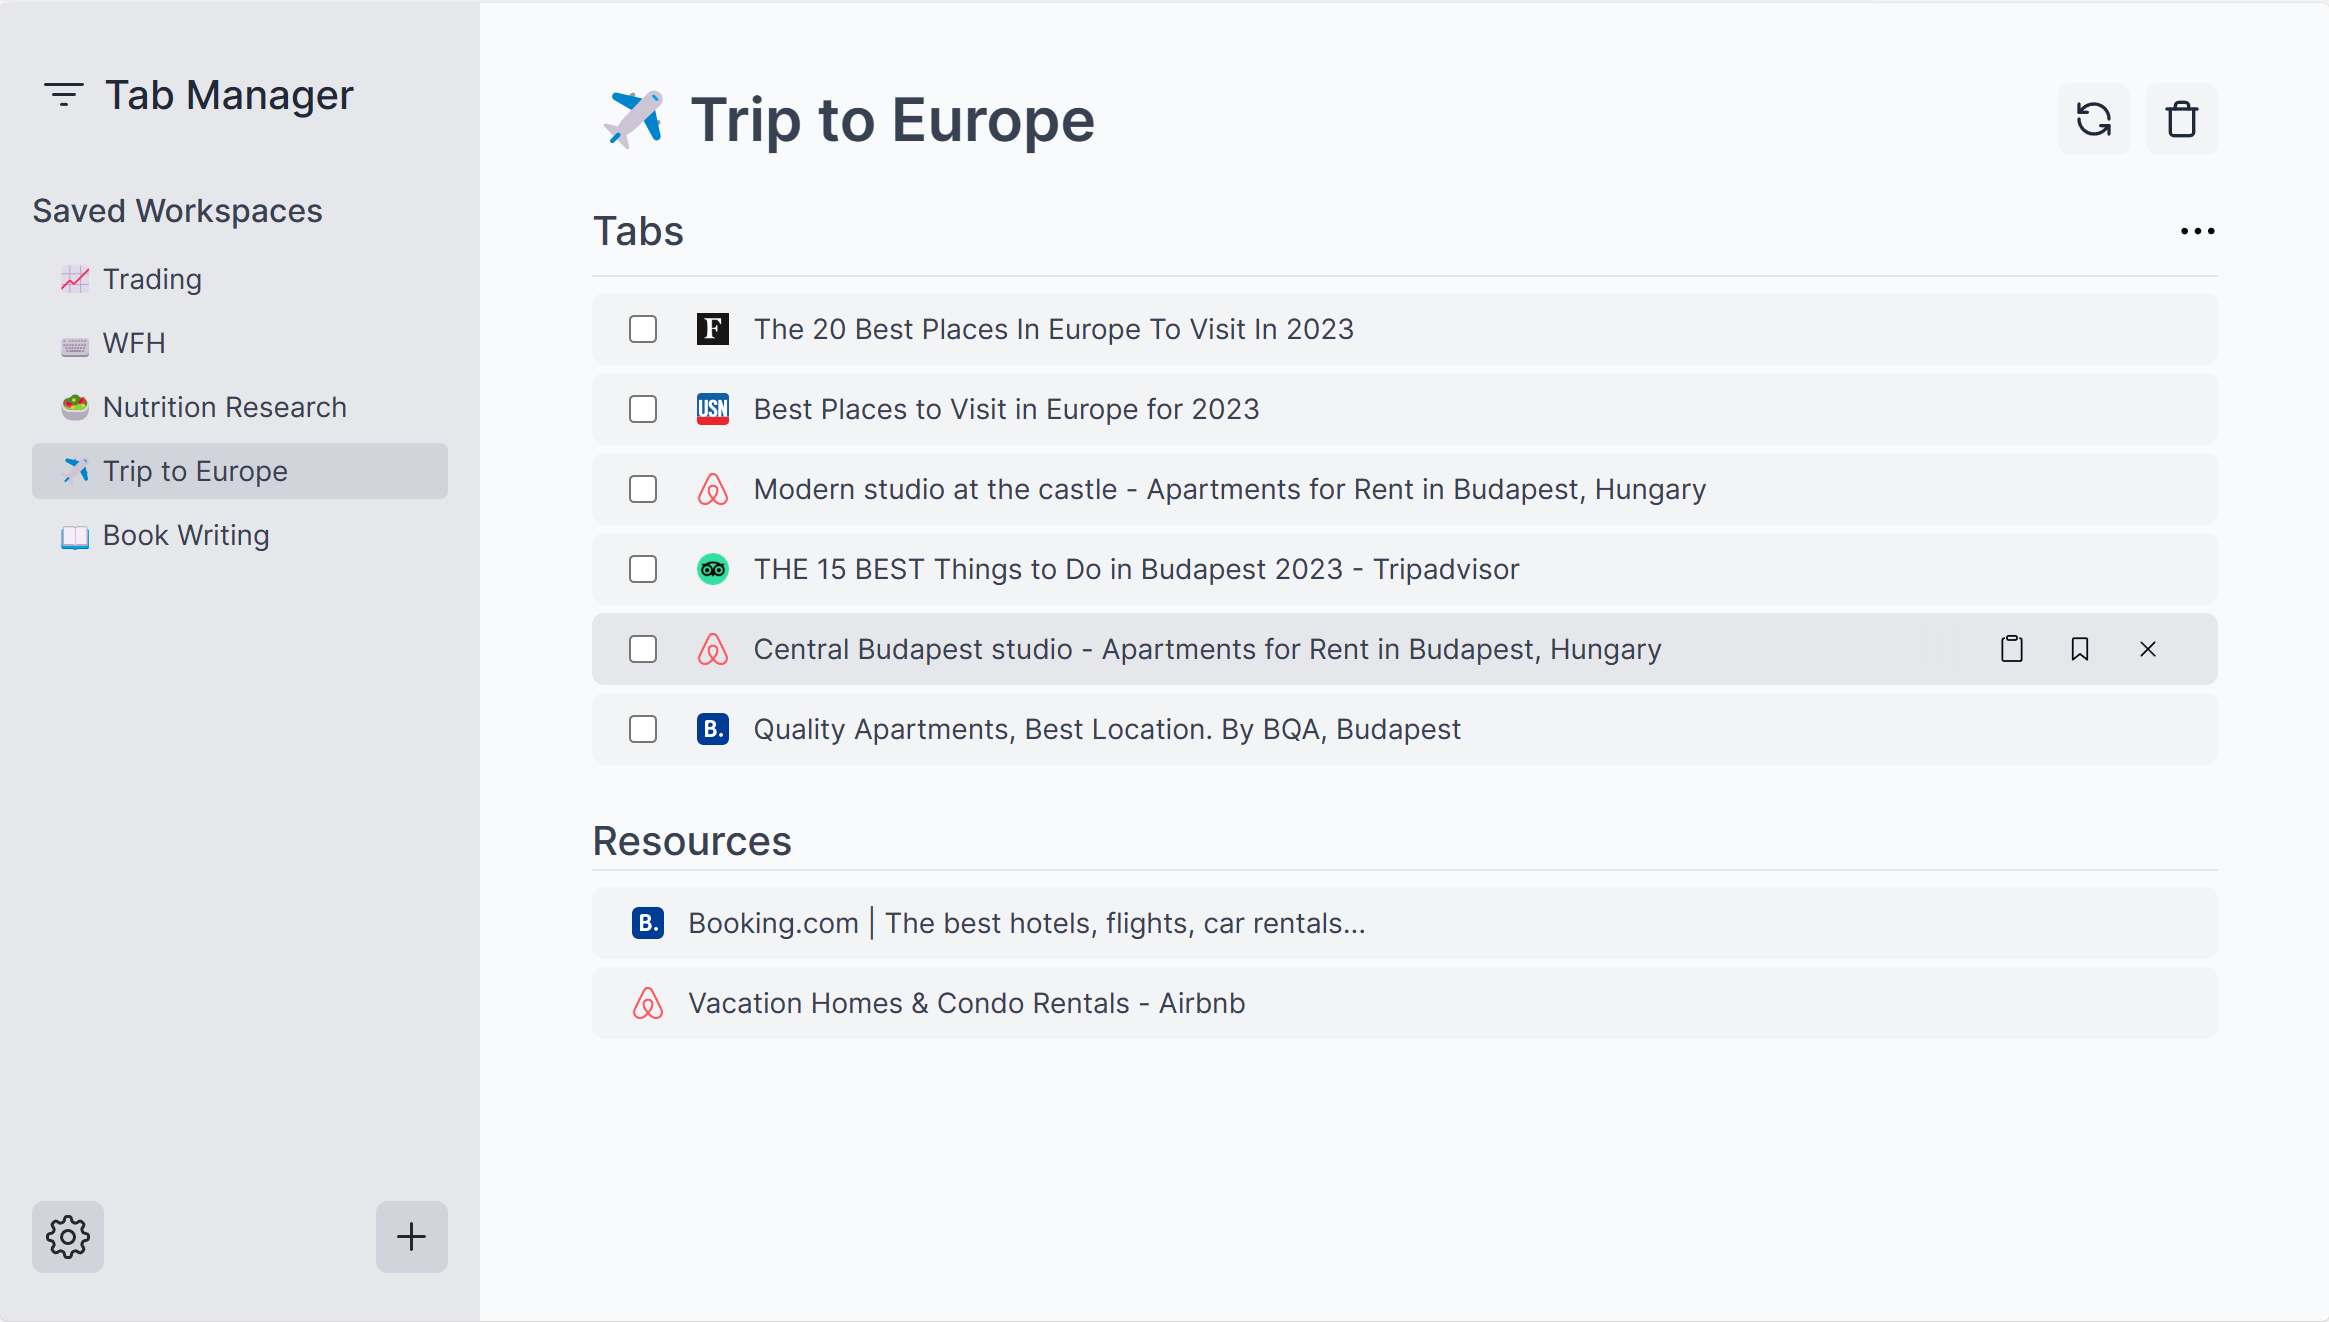 Tab Manager
Saved Workspaces
Trading
WFH
Nutrition Research
Trip to Europe
Book Writing
Trip to Europe
Tabs
F The 20 Best Places In Europe To Visit In 2023
USN Best Places to Visit in Europe for 2023
Modern studio at the castle - Apartments for Rent in Budapest, Hungary
THE 15 BEST Things to Do in Budapest 2023 - Tripadvisor
Central Budapest studio - Apartments for Rent in Budapest, Hungary
B. Quality Apartments, Best Location. By BQA, Budapest
Resources
B. Booking.com | The best hotels, flights, car rentals...
Vacation Homes & Condo Rentals - Airbnb